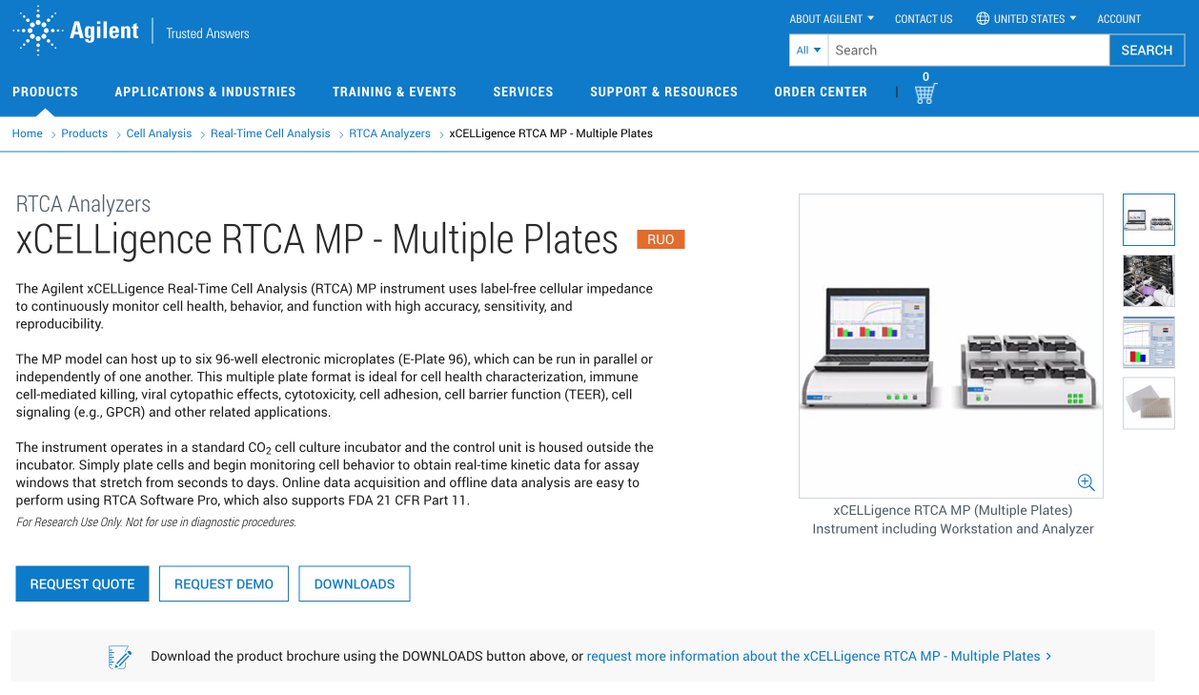 Agilent
Trusted Answers
ABOUT AGILENT
CONTACT US
UNITED STATES
ACCOUNT
All
Search
SEARCH
PRODUCTS
APPLICATIONS & INDUSTRIES
TRAINING & EVENTS
SERVICES
SUPPORT & RESOURCES
ORDER CENTER
0
Home > Products > Cell Analysis > Real-Time Cell Analysis > RTCA Analyzers > xCELLigence RTCA MP - Multiple Plates
RTCA Analyzers
xCELLigence RTCA MP - Multiple Plates
RUO
The Agilent xCELLigence Real-Time Cell Analysis (RTCA) MP instrument uses label-free cellular impedance
to continuously monitor cell health, behavior, and function with high accuracy, sensitivity, and
reproducibility.
The MP model can host up to six 96-well electronic microplates (E-Plate 96), which can be run in parallel or
independently of one another. This multiple plate format is ideal for cell health characterization, immune
cell-mediated killing, viral cytopathic effects, cytotoxicity, cell adhesion, cell barrier function (TEER), cell
signaling (e.g., GPCR) and other related applications.
The instrument operates in a standard CO₂ cell culture incubator and the control unit is housed outside the
incubator. Simply plate cells and begin monitoring cell behavior to obtain real-time kinetic data for assay
windows that stretch from seconds to days. Online data acquisition and offline data analysis are easy to
perform using RTCA Software Pro, which also supports FDA 21 CFR Part 11.
For Research Use Only. Not for use in diagnostic procedures.
xCELLigence RTCA MP (Multiple Plates)
Instrument including Workstation and Analyzer
REQUEST QUOTE
REQUEST DEMO
DOWNLOADS
Download the product brochure using the DOWNLOADS button above, or request more information about the xCELLigence RTCA MP - Multiple Plates >